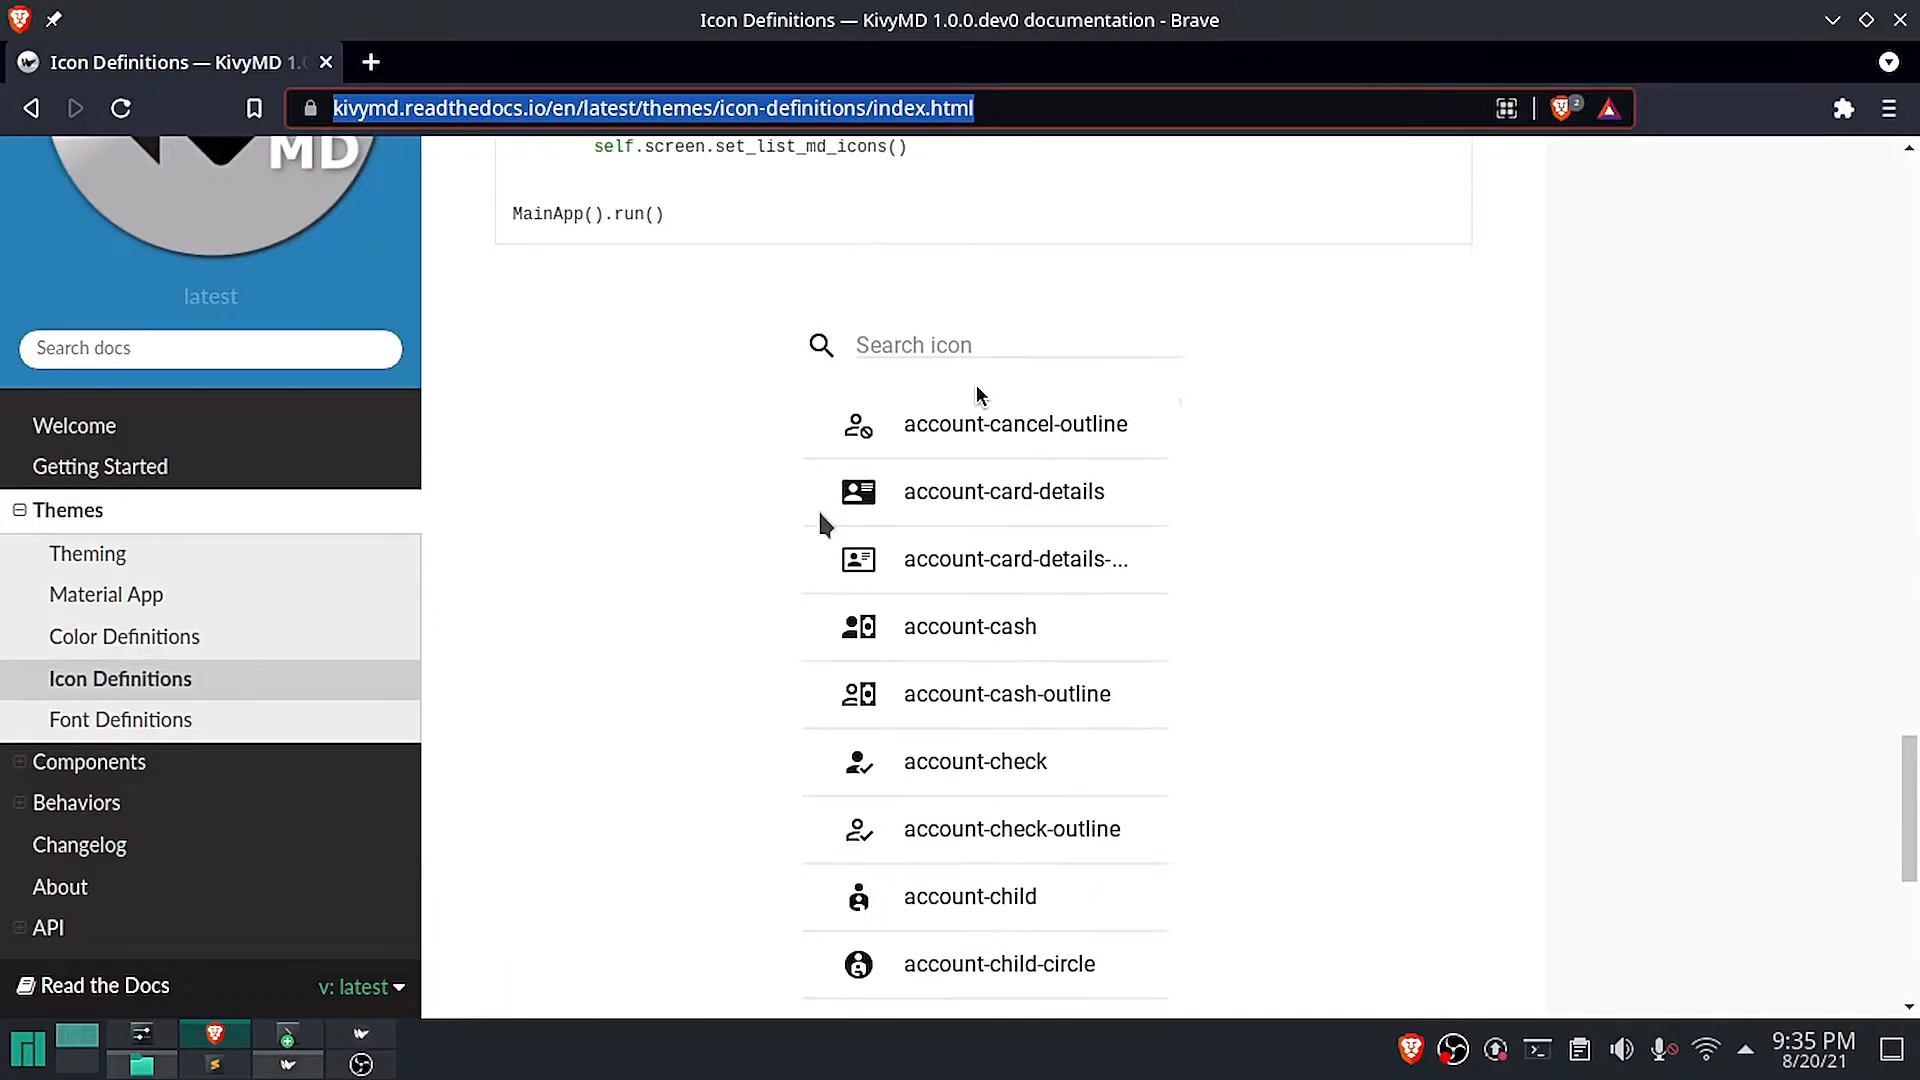 Icon Definitions — KivyMD 1.0.0.dev0 documentation - Brave
Icon Definitions — KivyMD 1.
kivymd.readthedocs.io/en/latest/themes/icon-definitions/index.html
2
MD
latest
Search docs
Welcome
Getting Started
Themes
Theming
Material App
Color Definitions
Icon Definitions
Font Definitions
Components
Behaviors
Changelog
About
API
Read the Docs
v: latest
self.screen.set_list_md_icons()
MainApp().run()
Search icon
account-cancel-outline
account-card-details
account-card-details-...
account-cash
account-cash-outline
account-check
account-check-outline
account-child
account-child-circle
9:35 PM
8/20/21